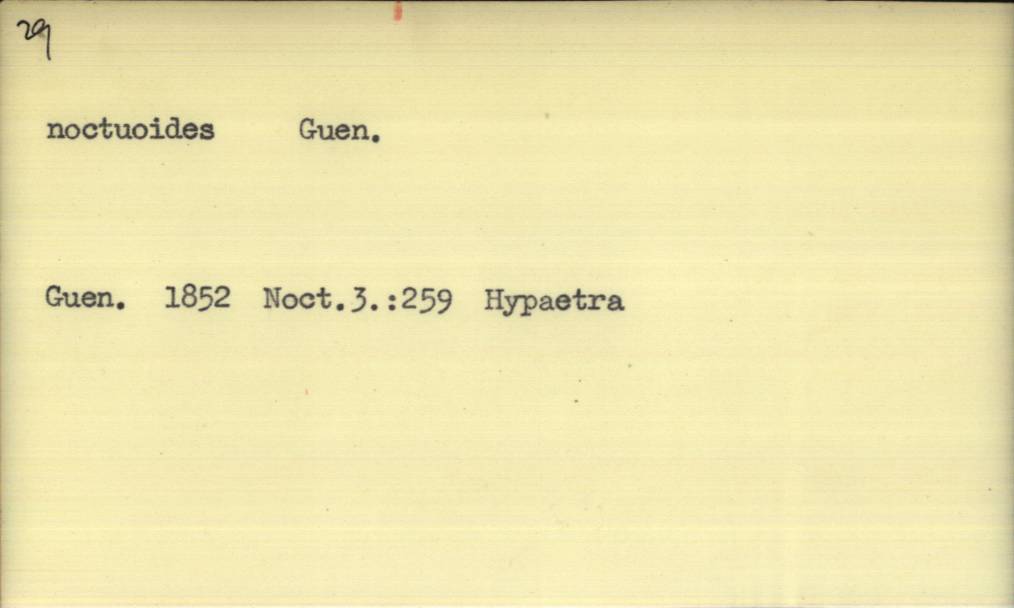 29
noctuoides Guen.
Guen. 1852 Noct.3.:259 Hypaetra